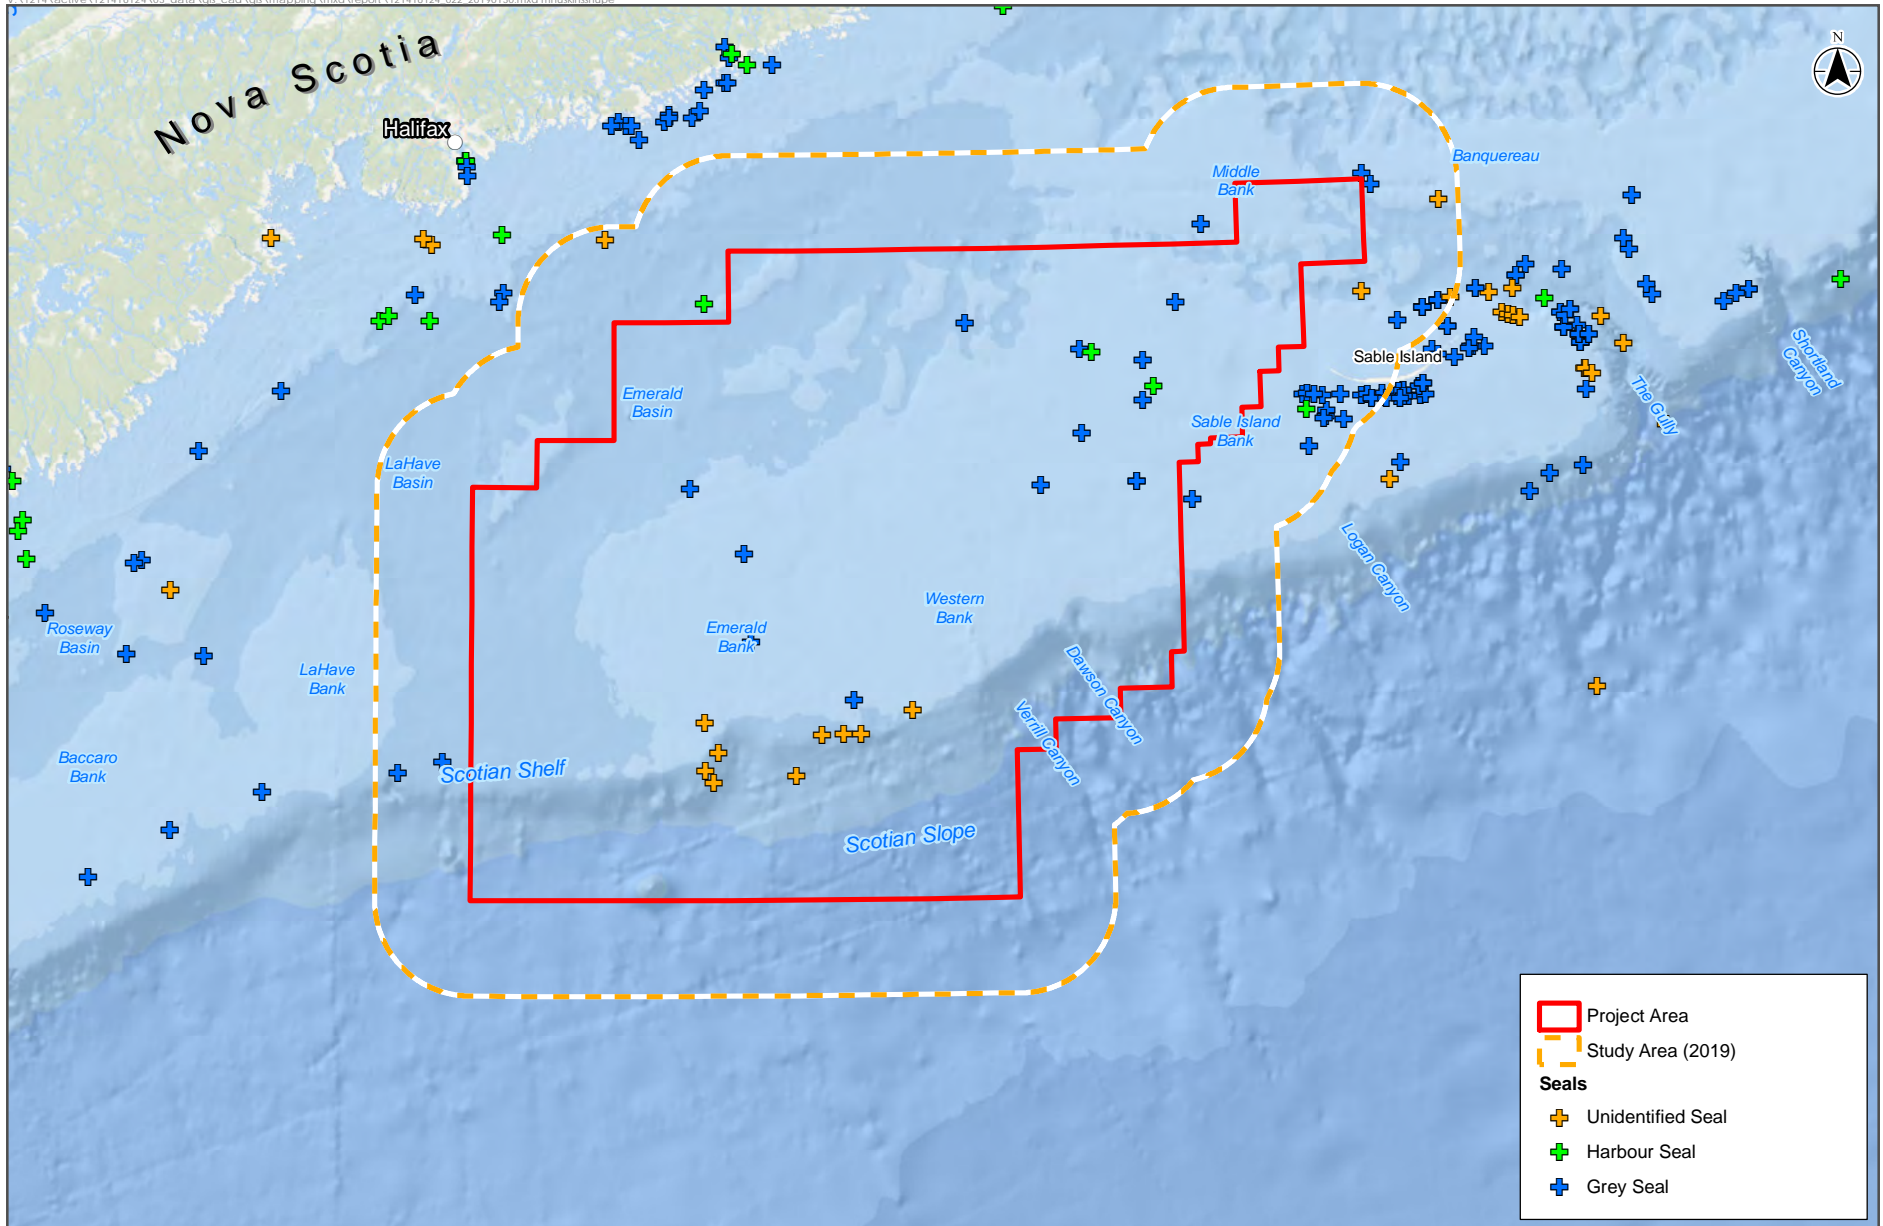 Nova Scotia
N
Halifax
Banquereau
Middle
Bank
Sable Island
Shortland
Canyon
The Gully
Emerald
Basin
Sable Island
Bank
LaHave
Basin
Logan Canyon
Western
Bank
Roseway
Basin
Emerald
Bank
LaHave
Bank
Dawson Canyon
Verrill Canyon
Baccaro
Bank
Scotian Shelf
Scotian Slope
Project Area
Study Area (2019)
Seals
Unidentified Seal
Harbour Seal
Grey Seal